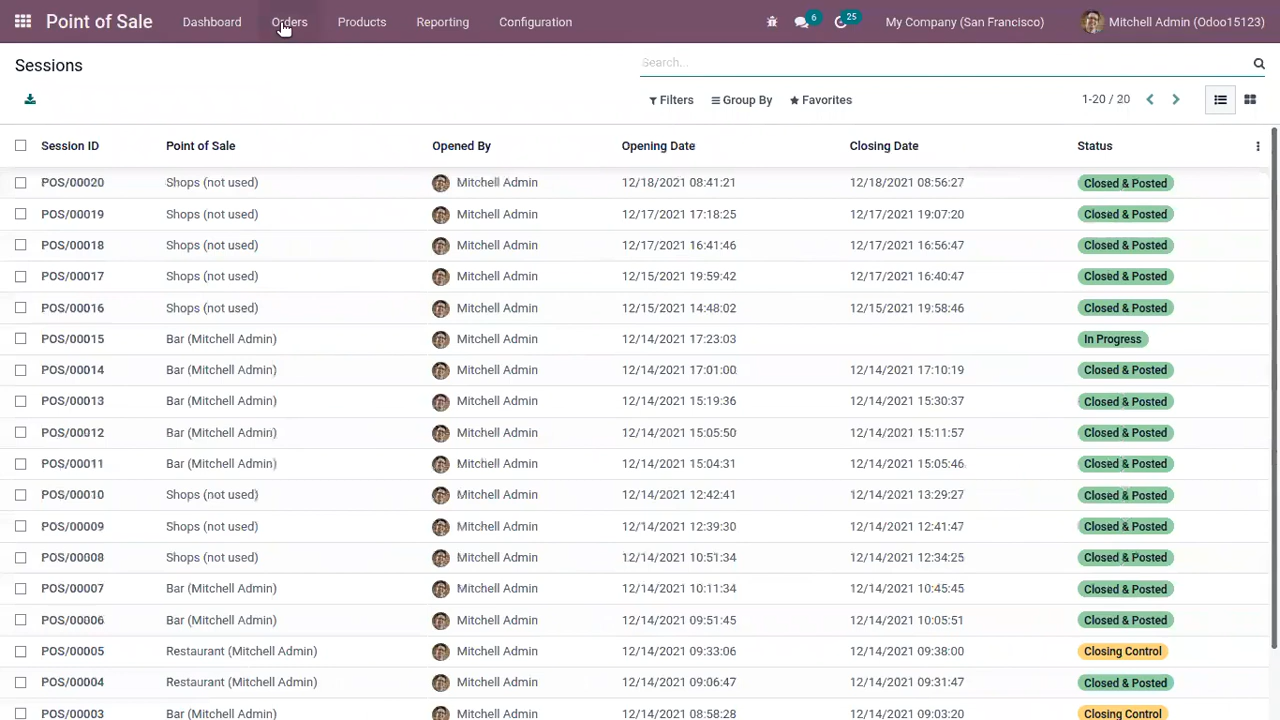 Point of Sale Dashboard Orders Products Reporting Configuration 6 25 My Company (San Francisco) Mitchell Admin (Odoo15123)
Sessions Search...
Filters Group By Favorites 1-20 / 20
Session ID Point of Sale Opened By Opening Date Closing Date Status
POS/00020 Shops (not used) Mitchell Admin 12/18/2021 08:41:21 12/18/2021 08:56:27 Closed & Posted
POS/00019 Shops (not used) Mitchell Admin 12/17/2021 17:18:25 12/17/2021 19:07:20 Closed & Posted
POS/00018 Shops (not used) Mitchell Admin 12/17/2021 16:41:46 12/17/2021 16:56:47 Closed & Posted
POS/00017 Shops (not used) Mitchell Admin 12/15/2021 19:59:42 12/17/2021 16:40:47 Closed & Posted
POS/00016 Shops (not used) Mitchell Admin 12/15/2021 14:48:02 12/15/2021 19:58:46 Closed & Posted
POS/00015 Bar (Mitchell Admin) Mitchell Admin 12/14/2021 17:23:03 In Progress
POS/00014 Bar (Mitchell Admin) Mitchell Admin 12/14/2021 17:01:00 12/14/2021 17:10:19 Closed & Posted
POS/00013 Bar (Mitchell Admin) Mitchell Admin 12/14/2021 15:19:36 12/14/2021 15:30:37 Closed & Posted
POS/00012 Bar (Mitchell Admin) Mitchell Admin 12/14/2021 15:05:50 12/14/2021 15:11:57 Closed & Posted
POS/00011 Bar (Mitchell Admin) Mitchell Admin 12/14/2021 15:04:31 12/14/2021 15:05:46 Closed & Posted
POS/00010 Shops (not used) Mitchell Admin 12/14/2021 12:42:41 12/14/2021 13:29:27 Closed & Posted
POS/00009 Shops (not used) Mitchell Admin 12/14/2021 12:39:30 12/14/2021 12:41:47 Closed & Posted
POS/00008 Shops (not used) Mitchell Admin 12/14/2021 10:51:34 12/14/2021 12:34:25 Closed & Posted
POS/00007 Bar (Mitchell Admin) Mitchell Admin 12/14/2021 10:11:34 12/14/2021 10:45:45 Closed & Posted
POS/00006 Bar (Mitchell Admin) Mitchell Admin 12/14/2021 09:51:45 12/14/2021 10:05:51 Closed & Posted
POS/00005 Restaurant (Mitchell Admin) Mitchell Admin 12/14/2021 09:33:06 12/14/2021 09:38:00 Closing Control
POS/00004 Restaurant (Mitchell Admin) Mitchell Admin 12/14/2021 09:06:47 12/14/2021 09:31:47 Closed & Posted
POS/00003 Bar (Mitchell Admin) Mitchell Admin 12/14/2021 08:58:28 12/14/2021 09:03:20 Closing Control